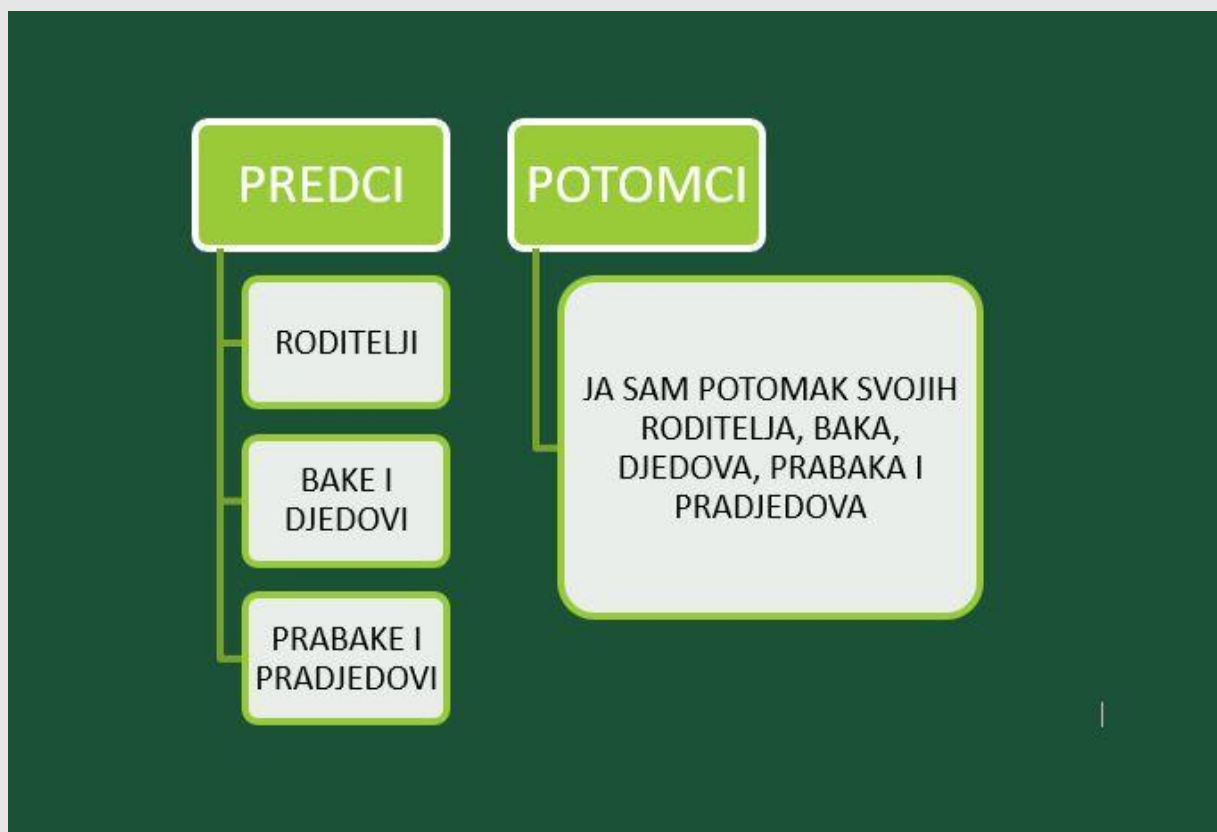 PREDCI
RODITELJI
BAKE I
DJEDOVI
PRABAKE I
PRADJEDOVI
POTOMCI
JA SAM POTOMAK SVOJIH
RODITELJA, BAKA,
DJEDOVA, PRABAKA I
PRADJEDOVA